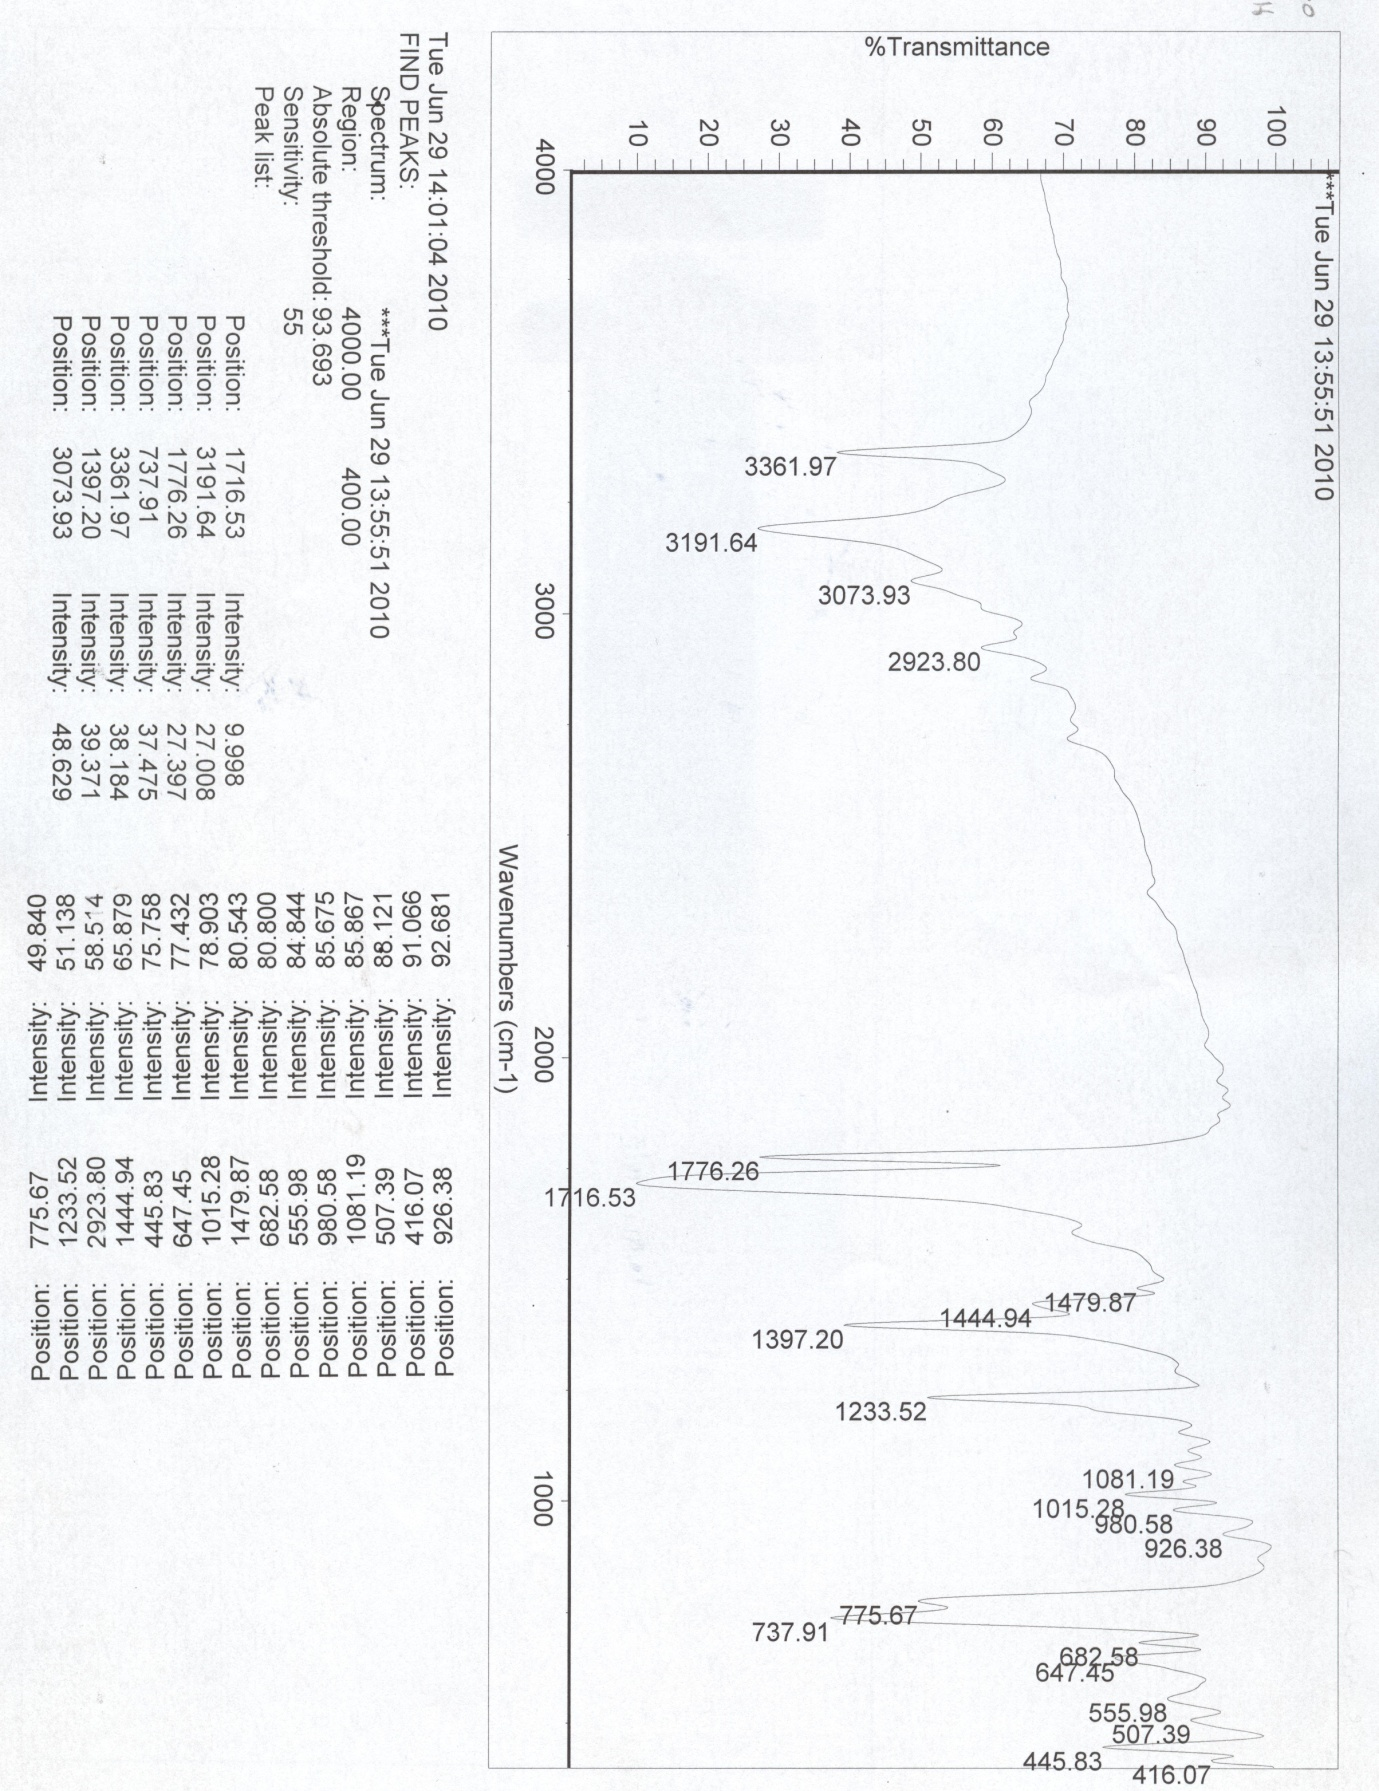 ***Tue Jun 29 13:55:51 2010
%Transmittance
100
90
80
70
60
50
40
30
20
10
3361.97
3191.64
3073.93
2923.80
1776.26
1716.53
1479.87
1444.94
1397.20
1233.52
1081.19
1015.28
980.58
926.38
775.67
737.91
682.58
647.45
555.98
507.39
445.83
416.07
4000
3000
2000
1000
Wavenumbers (cm-1)
Tue Jun 29 14:01:04 2010
FIND PEAKS:
Spectrum: ***Tue Jun 29 13:55:51 2010
Region: 4000.00 400.00
Absolute threshold: 93.693
Sensitivity: 55
Peak list:
Position: 1716.53 Intensity: 9.998
Position: 3191.64 Intensity: 27.008
Position: 1776.26 Intensity: 27.397
Position: 737.91 Intensity: 37.475
Position: 3361.97 Intensity: 38.184
Position: 1397.20 Intensity: 39.371
Position: 3073.93 Intensity: 48.629
Position: 775.67 Intensity: 49.840
Position: 1233.52 Intensity: 51.138
Position: 2923.80 Intensity: 58.514
Position: 1444.94 Intensity: 65.879
Position: 445.83 Intensity: 75.758
Position: 647.45 Intensity: 77.432
Position: 1015.28 Intensity: 78.903
Position: 1479.87 Intensity: 80.543
Position: 682.58 Intensity: 80.800
Position: 555.98 Intensity: 84.844
Position: 980.58 Intensity: 85.675
Position: 1081.19 Intensity: 85.867
Position: 507.39 Intensity: 88.121
Position: 416.07 Intensity: 91.066
Position: 926.38 Intensity: 92.681